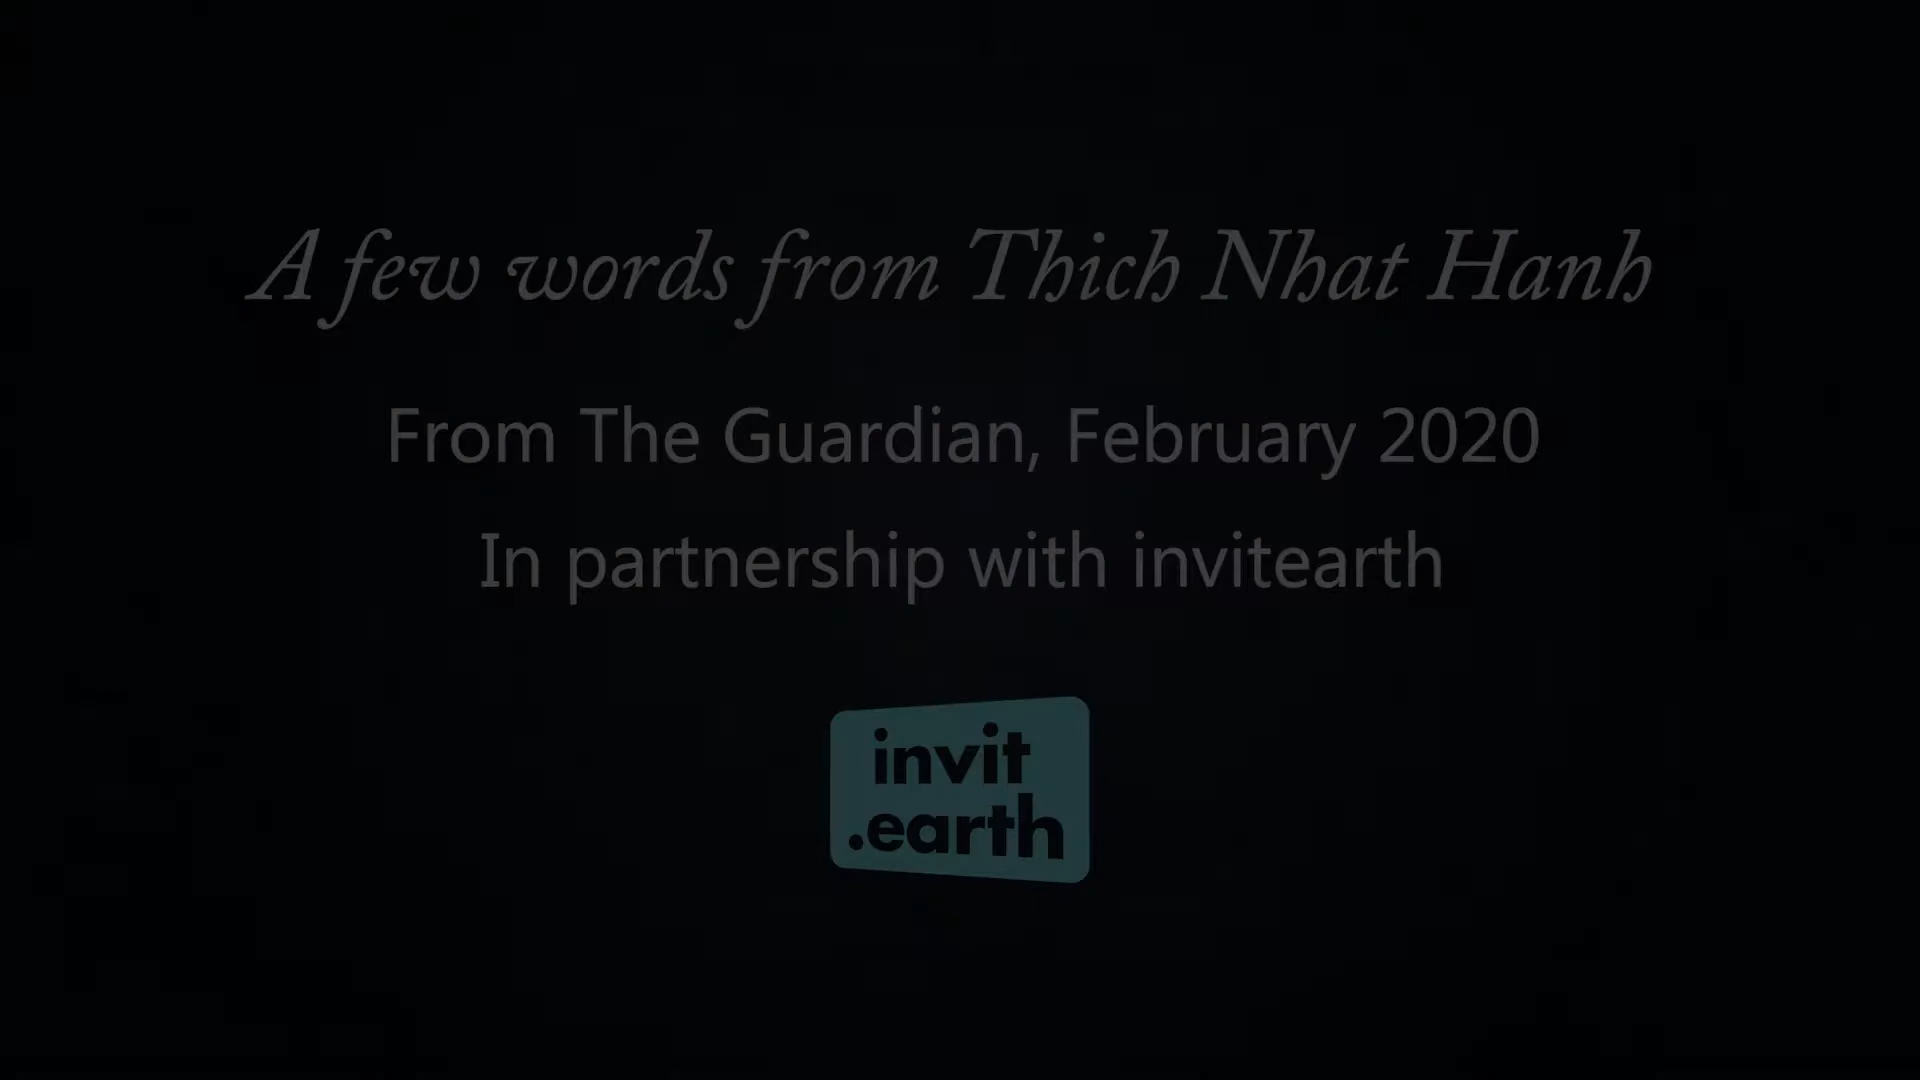 A few words from Thich Nhat Hanh
From The Guardian, February 2020
In partnership with invitearth
invit
.earth